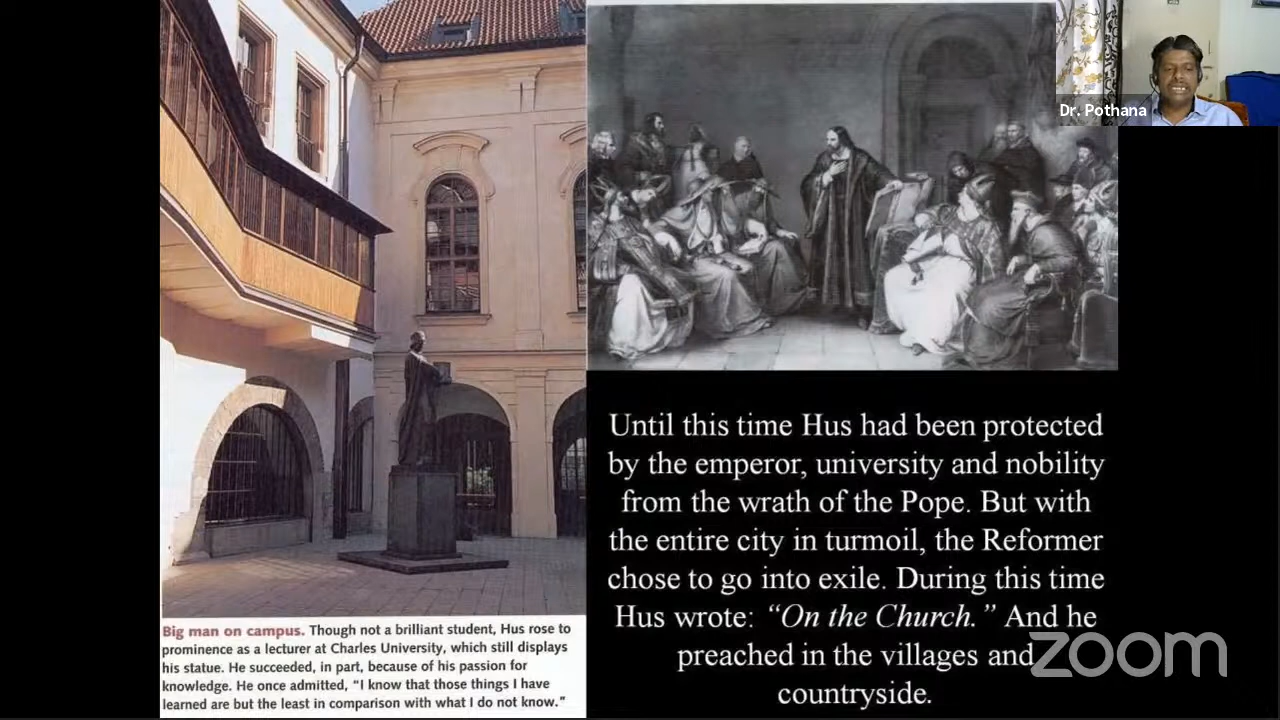 Dr. Pothana
Big man on campus. Though not a brilliant student, Hus rose to
prominence as a lecturer at Charles University, which still displays
his statue. He succeeded, in part, because of his passion for
knowledge. He once admitted, “I know that those things I have
learned are but the least in comparison with what I do not know.”
Until this time Hus had been protected
by the emperor, university and nobility
from the wrath of the Pope. But with
the entire city in turmoil, the Reformer
chose to go into exile. During this time
Hus wrote: “On the Church.” And he
preached in the villages and
countryside.
zoom